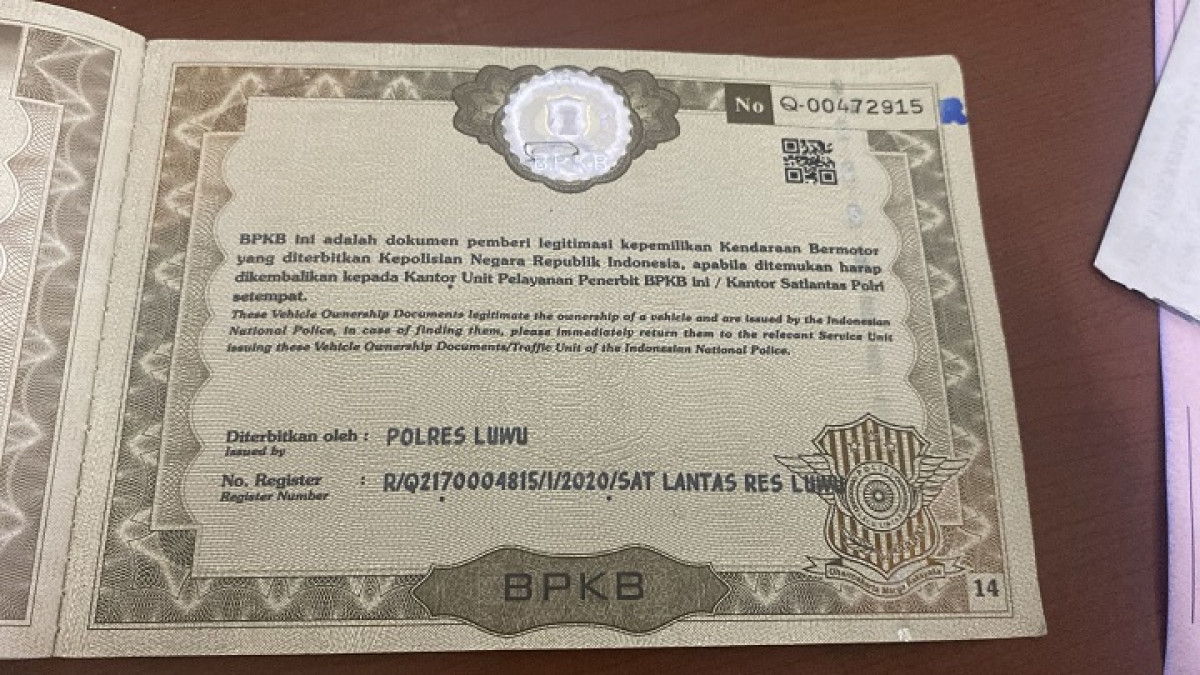 No Q-00472915
BPKB
BPKB ini adalah dokumen pemberi legitimasi kepemilikan Kendaraan Bermotor
yang diterbitkan Kepolisian Negara Republik Indonesia, apabila ditemukan harap
dikembalikan kepada Kantor Unit Pelayanan Penerbit BPKB ini / Kantor Satlantas Polri
setempat.
These Vehicle Ownership Documents legitimate the ownership of a vehicle and are issued by the Indonesian
National Police, in case of finding them, please immediately return them to the relevant Service Unit
issuing these Vehicle Ownership Documents/Traffic Unit of the Indonesian National Police.
Diterbitkan oleh : POLRES LUWU
Issued by
No. Register : R/Q2170004815/I/2020/SAT LANTAS RES LUWU
Register Number
BPKB
14